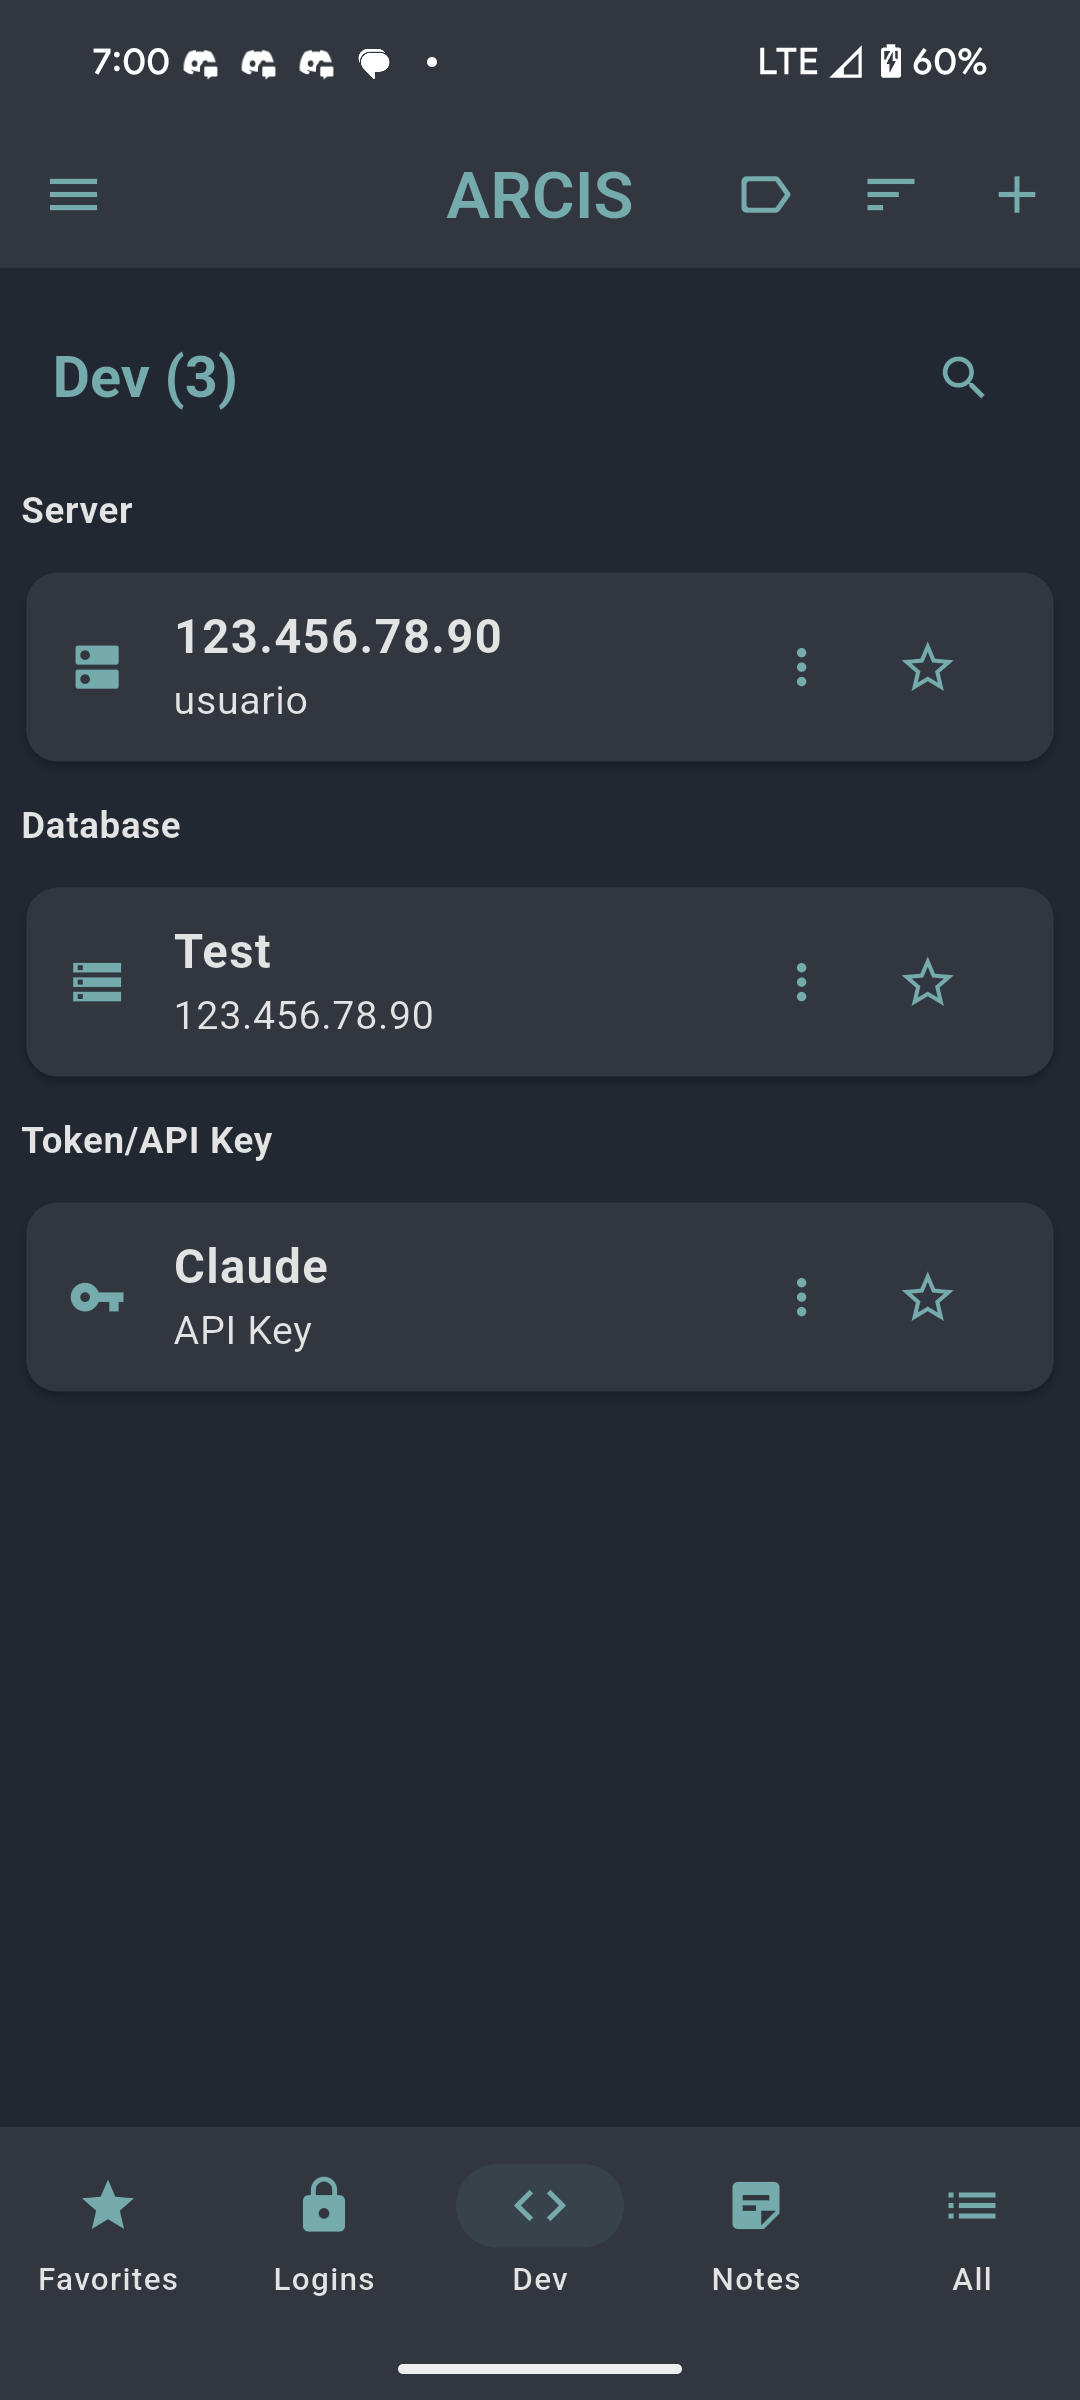 7:00
LTE 60%
ARCIS
Dev (3)
Server
123.456.78.90
usuario
Database
Test
123.456.78.90
Token/API Key
Claude
API Key
Favorites
Logins
Dev
Notes
All